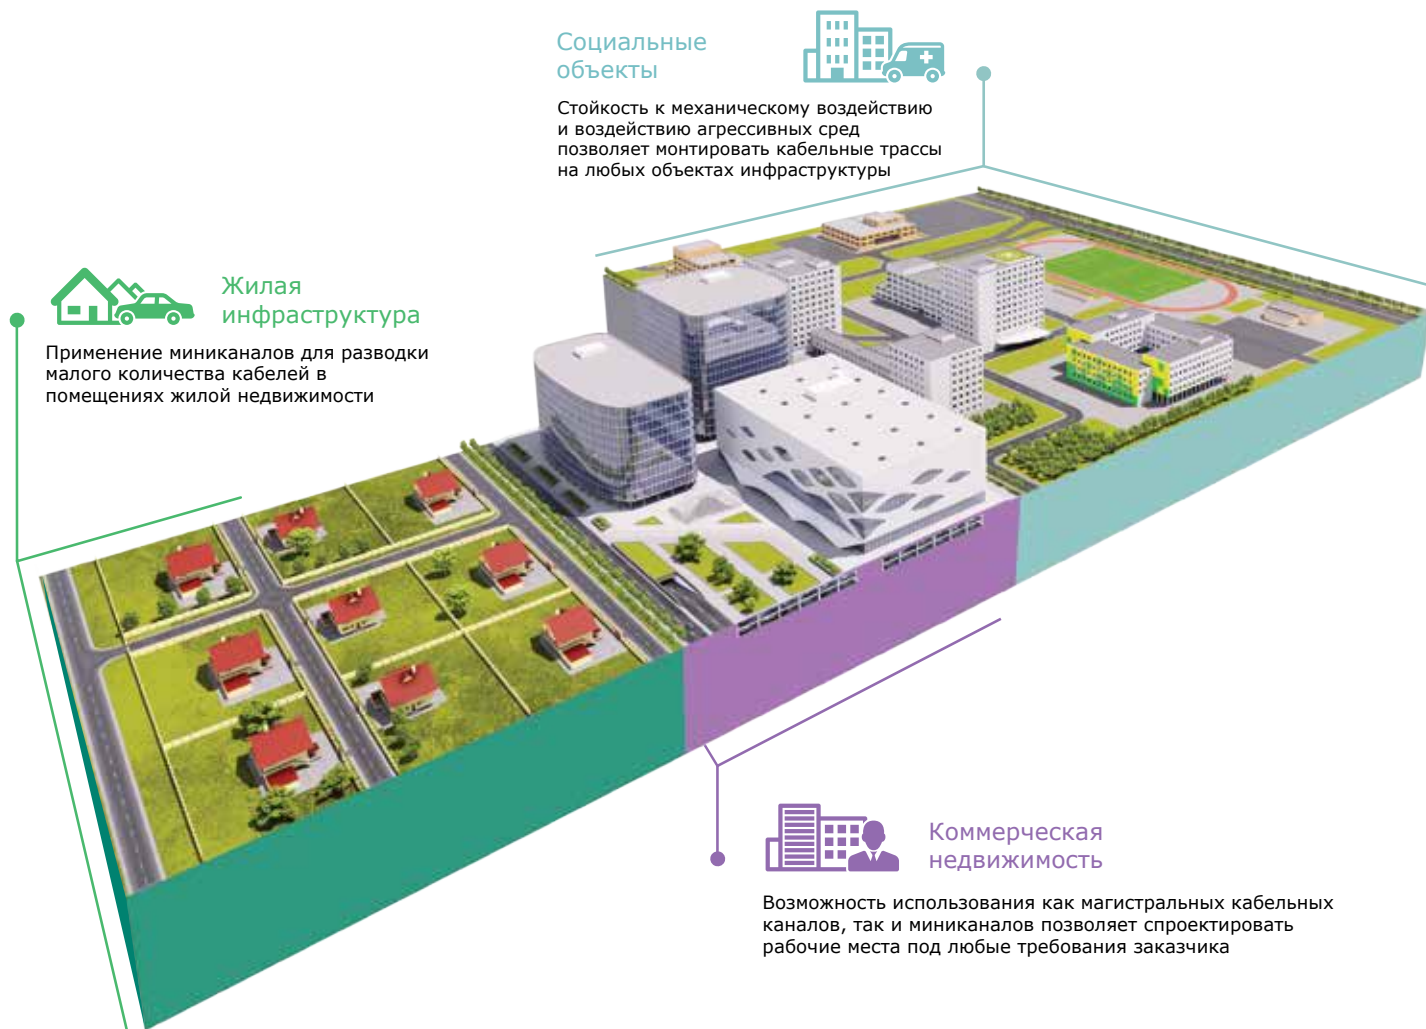 Социальные
объекты
Стойкость к механическому воздействию
и воздействию агрессивных сред
позволяет монтировать кабельные трассы
на любых объектах инфраструктуры
Жилая
инфраструктура
Применение миниканалов для разводки
малого количества кабелей в
помещениях жилой недвижимости
Коммерческая
недвижимость
Возможность использования как магистральных кабельных
каналов, так и миниканалов позволяет спроектировать
рабочие места под любые требования заказчика